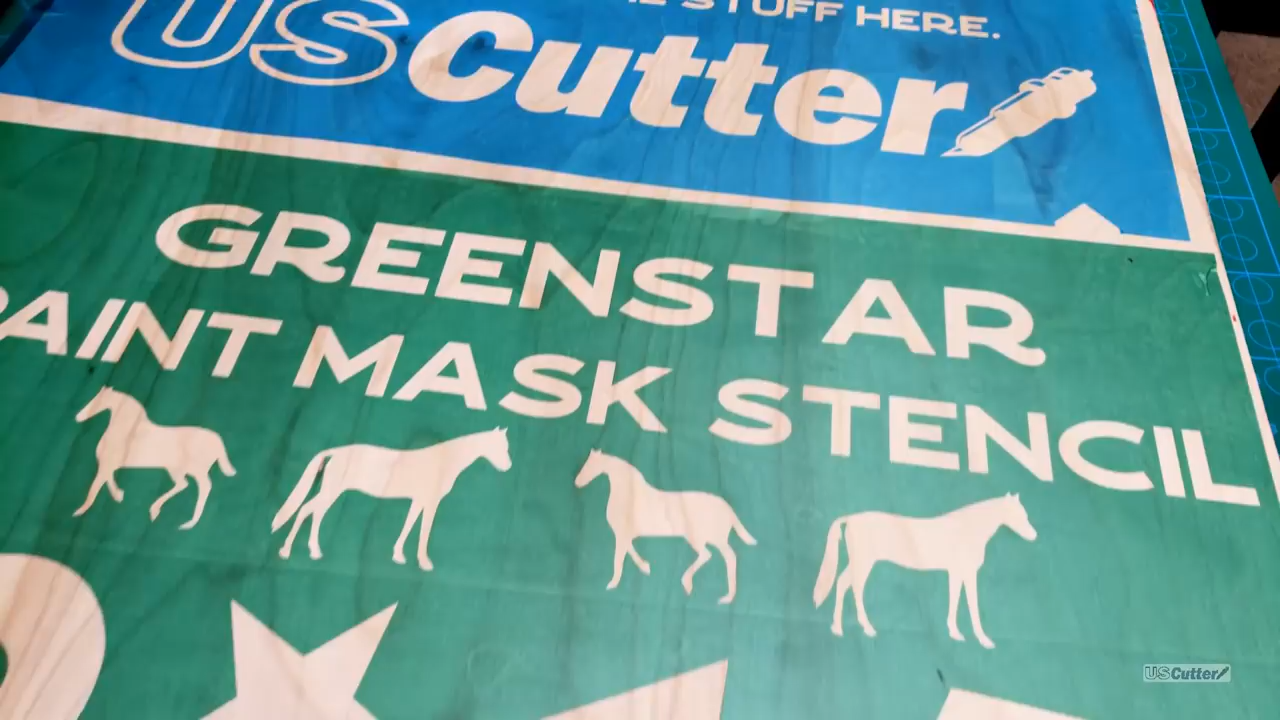 STUFF HERE.
USCutter
GREENSTAR
PAINT MASK STENCIL
USCutter